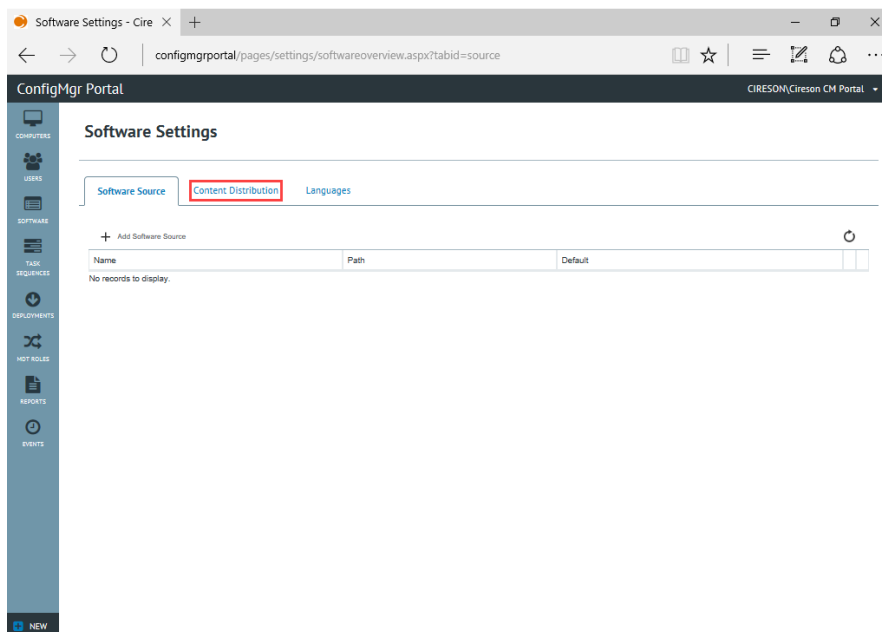 Software Settings - Cire
configmgrportal/pages/settings/softwareoverview.aspx?tabid=source
ConfigMgr Portal
CIRESON\Cireson CM Portal
COMPUTERS
USERS
SOFTWARE
TASK
SEQUENCES
DEPLOYMENTS
MDT ROLES
REPORTS
EVENTS
NEW
Software Settings
Software Source
Content Distribution
Languages
Add Software Source
Name
Path
Default
No records to display.